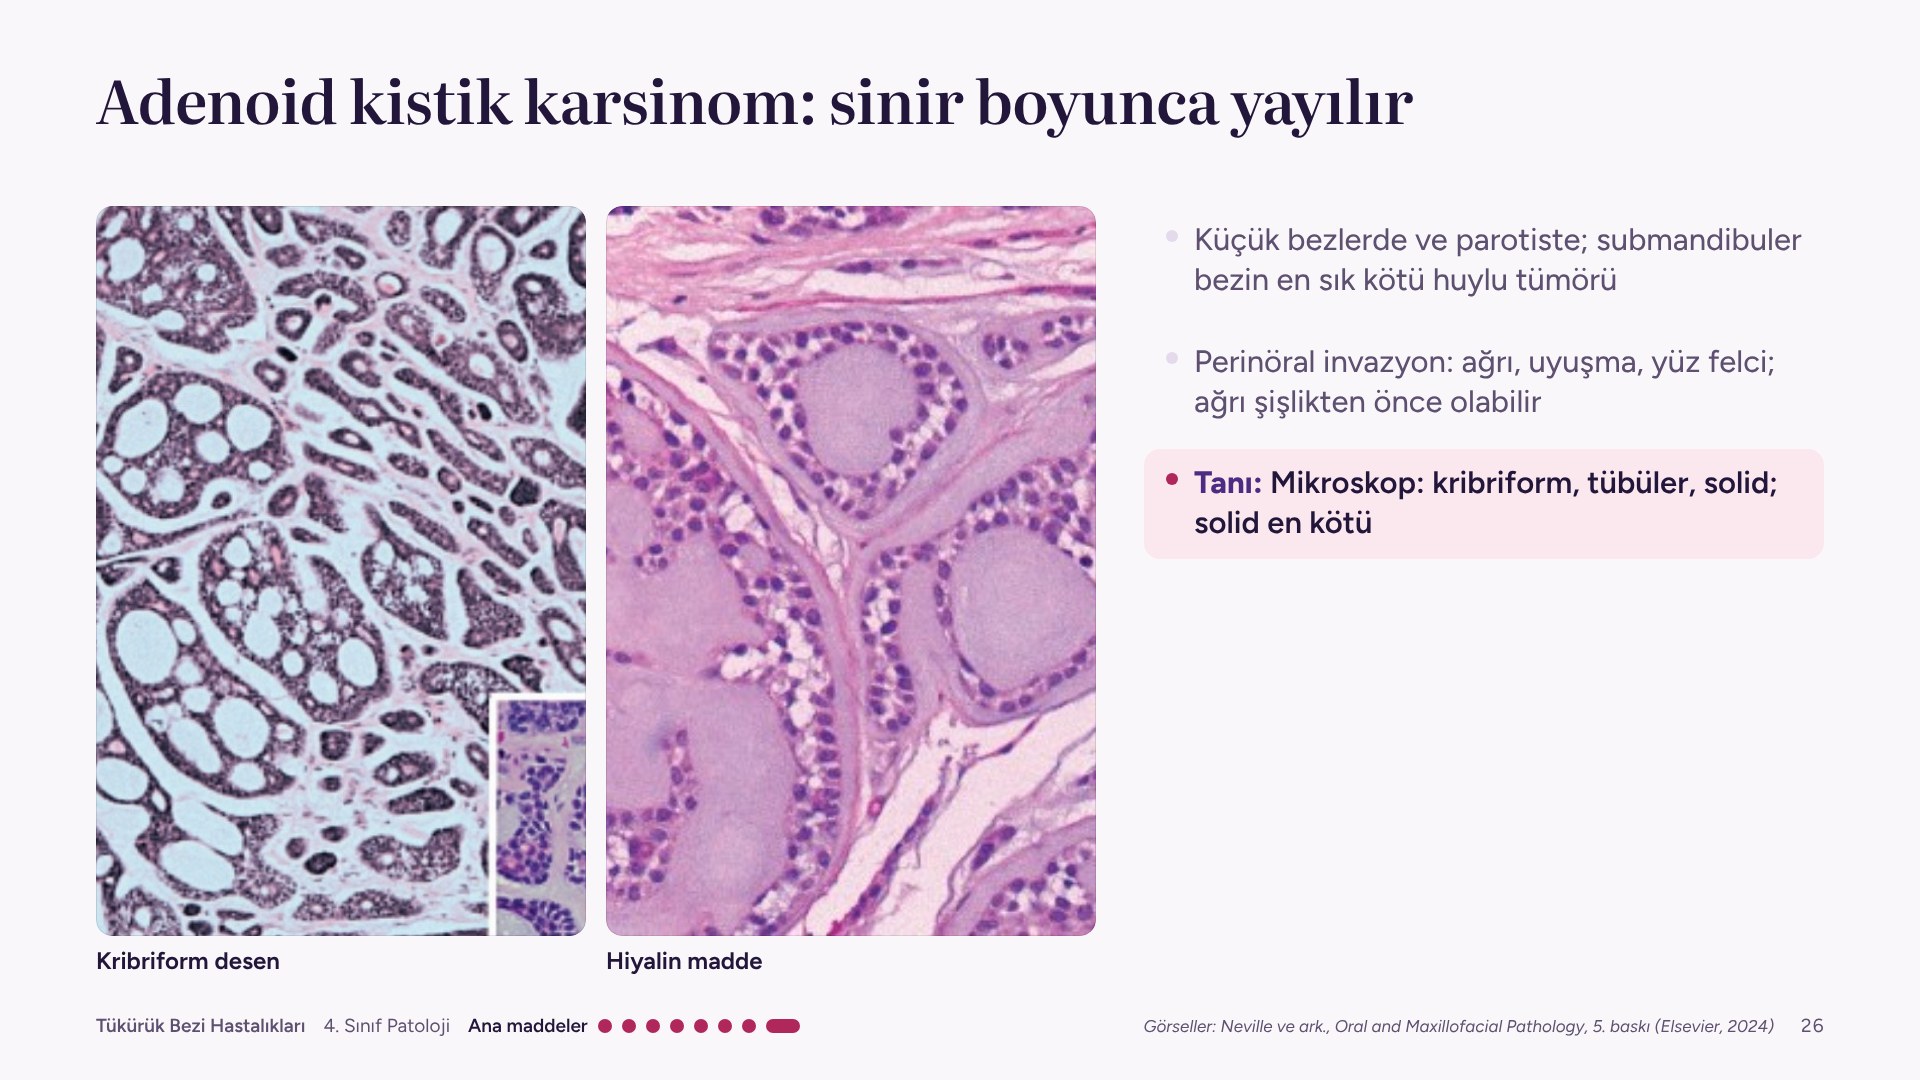 Adenoid kistik karsinom: sinir boyunca yayılır
Küçük bezlerde ve parotiste; submandibuler
bezin en sık kötü huylu tümörü
Perinöral invazyon: ağrı, uyuşma, yüz felci;
ağrı şişlikten önce olabilir
Tanı: Mikroskop: kribriform, tübüler, solid;
solid en kötü
Kribriform desen
Hiyalin madde
Tükürük Bezi Hastalıkları 4. Sınıf Patoloji Ana maddeler
Görseller: Neville ve ark., Oral and Maxillofacial Pathology, 5. baskı (Elsevier, 2024) 26